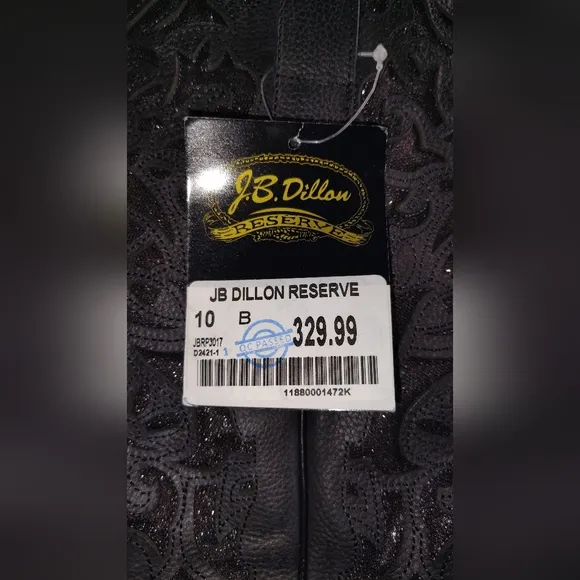 J.B. Dillon
RESERVE
JB DILLON RESERVE
10 B
329.99
JBRP3017
QC PASSED
D2421-1
11880001472K